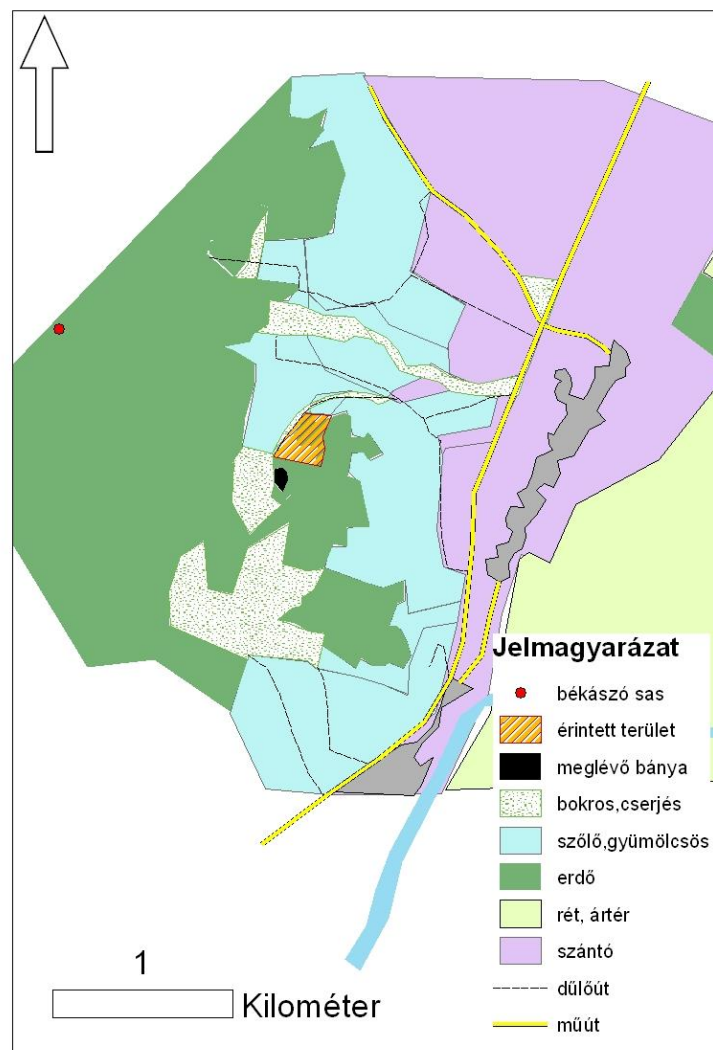 Jelmagyarázat
békászó sas
érintett terület
meglévő bánya
bokros,cserjés
szőlő,gyümölcsös
erdő
rét, ártér
szántó
dűlőút
műút
1
Kilométer